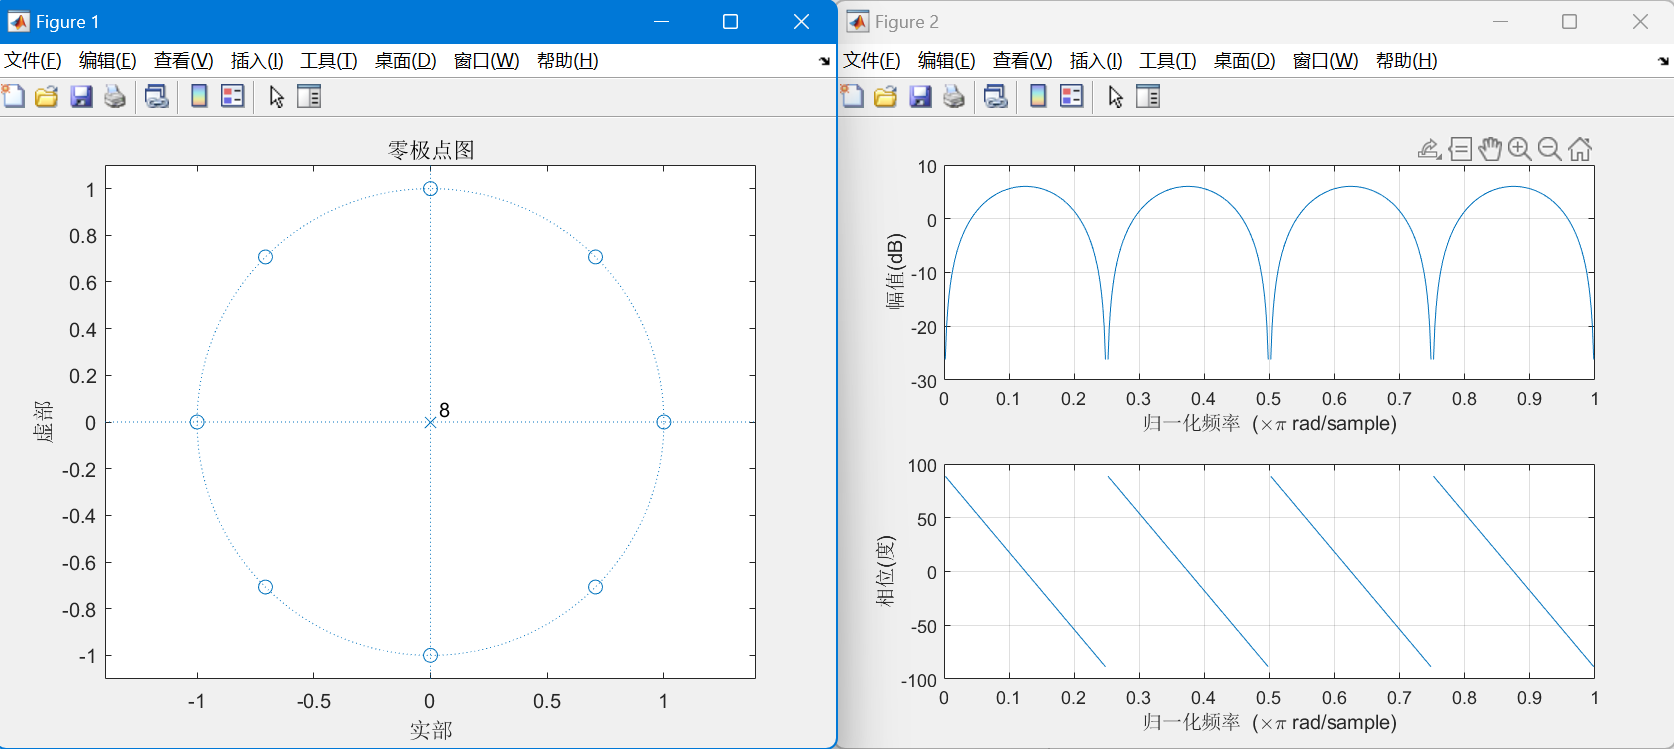 Figure 1
文件(F) 编辑(E) 查看(V) 插入(I) 工具(T) 桌面(D) 窗口(W) 帮助(H)
零极点图
1
0.8
0.6
0.4
0.2
0
-0.2
-0.4
-0.6
-0.8
-1
虚部
8
-1 -0.5 0 0.5 1
实部
Figure 2
文件(F) 编辑(E) 查看(V) 插入(I) 工具(T) 桌面(D) 窗口(W) 帮助(H)
10
0
-10
-20
-30
幅值(dB)
0 0.1 0.2 0.3 0.4 0.5 0.6 0.7 0.8 0.9 1
归一化频率 (×π rad/sample)
100
50
0
-50
-100
相位(度)
0 0.1 0.2 0.3 0.4 0.5 0.6 0.7 0.8 0.9 1
归一化频率 (×π rad/sample)